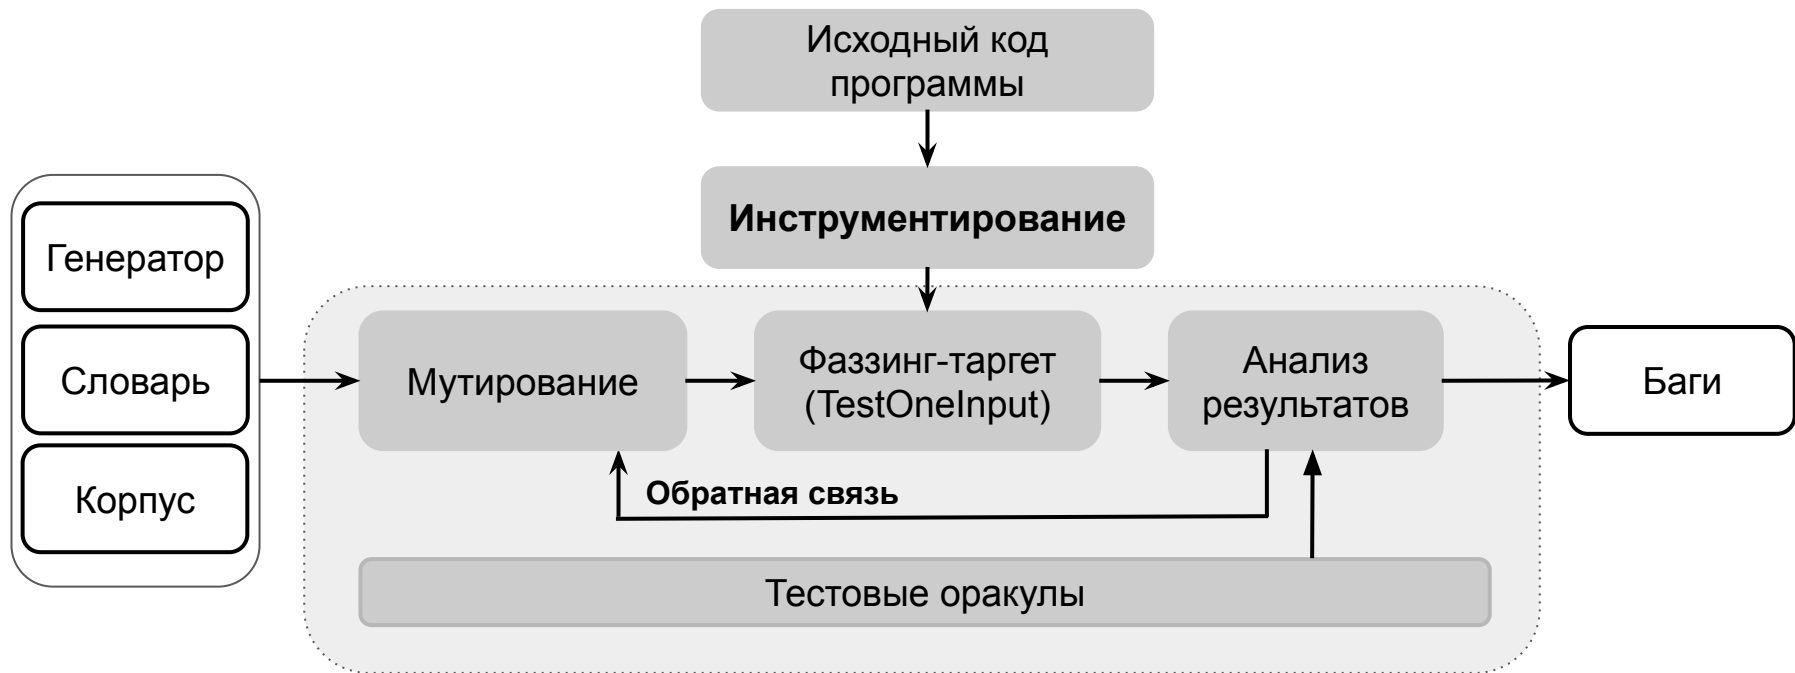 Исходный код
программы
Инструментирование
Генератор
Словарь
Корпус
Мутирование
Фаззинг-таргет
(TestOneInput)
Анализ
результатов
Баги
Обратная связь
Тестовые оракулы